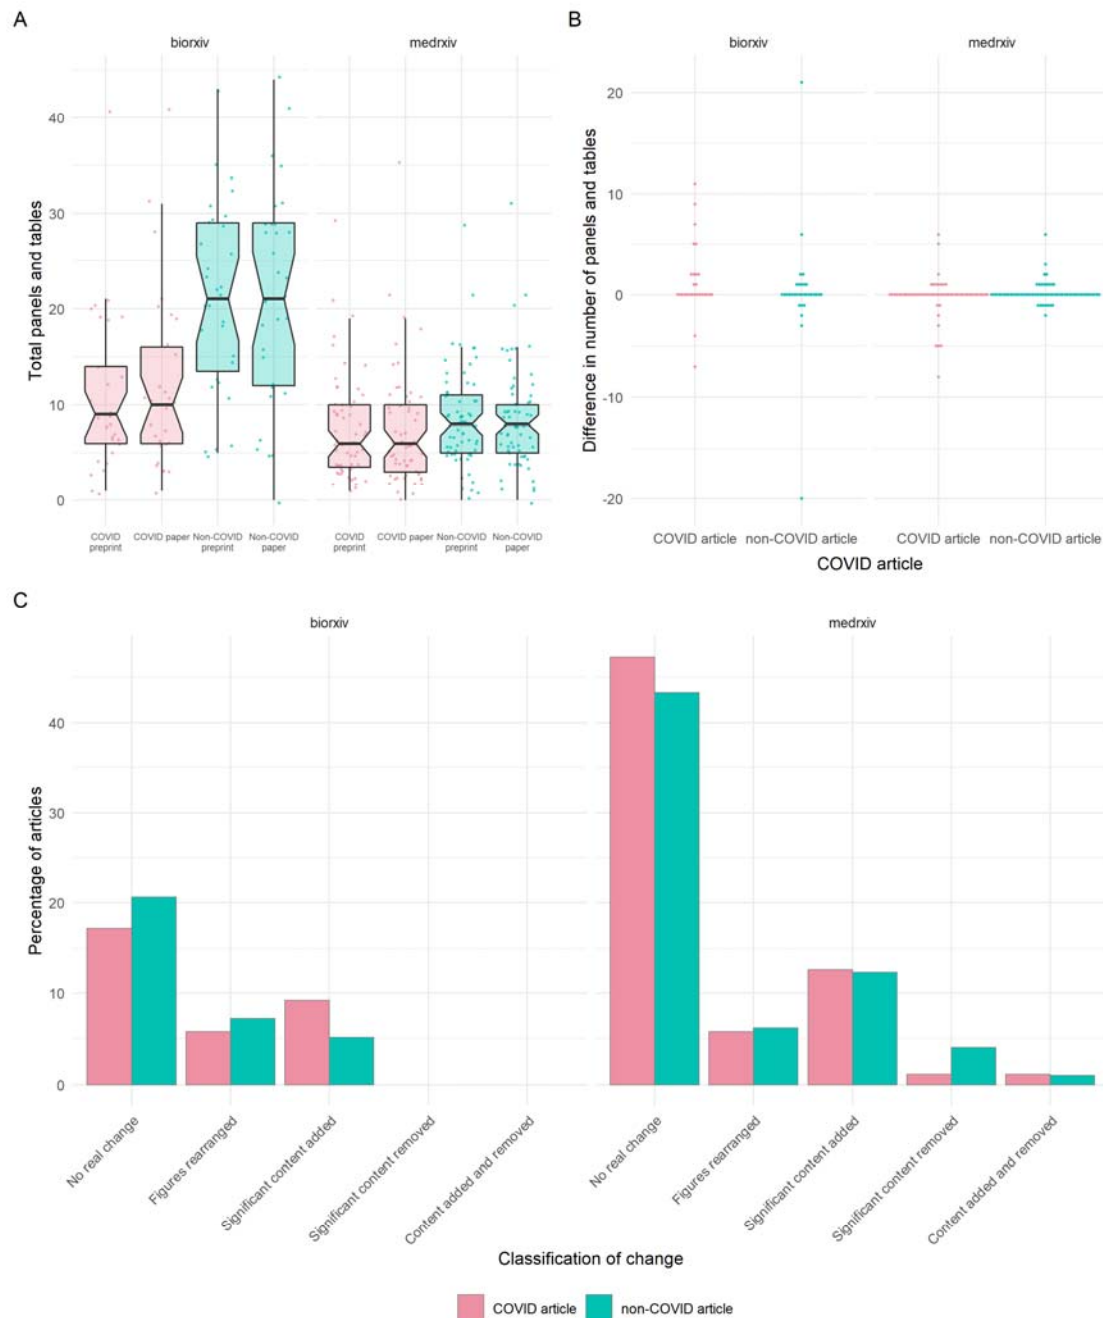 A
biorxiv
medrxiv
Total panels and tables
40
30
20
10
0
COVID preprint
COVID paper
Non-COVID preprint
Non-COVID paper
COVID preprint
COVID paper
Non-COVID preprint
Non-COVID paper
B
biorxiv
medrxiv
Difference in number of panels and tables
20
10
0
-10
-20
COVID article
non-COVID article
COVID article
non-COVID article
COVID article
C
biorxiv
medrxiv
Percentage of articles
40
30
20
10
0
No real change
Figures rearranged
Significant content added
Significant content removed
Content added and removed
No real change
Figures rearranged
Significant content added
Significant content removed
Content added and removed
Classification of change
COVID article
non-COVID article